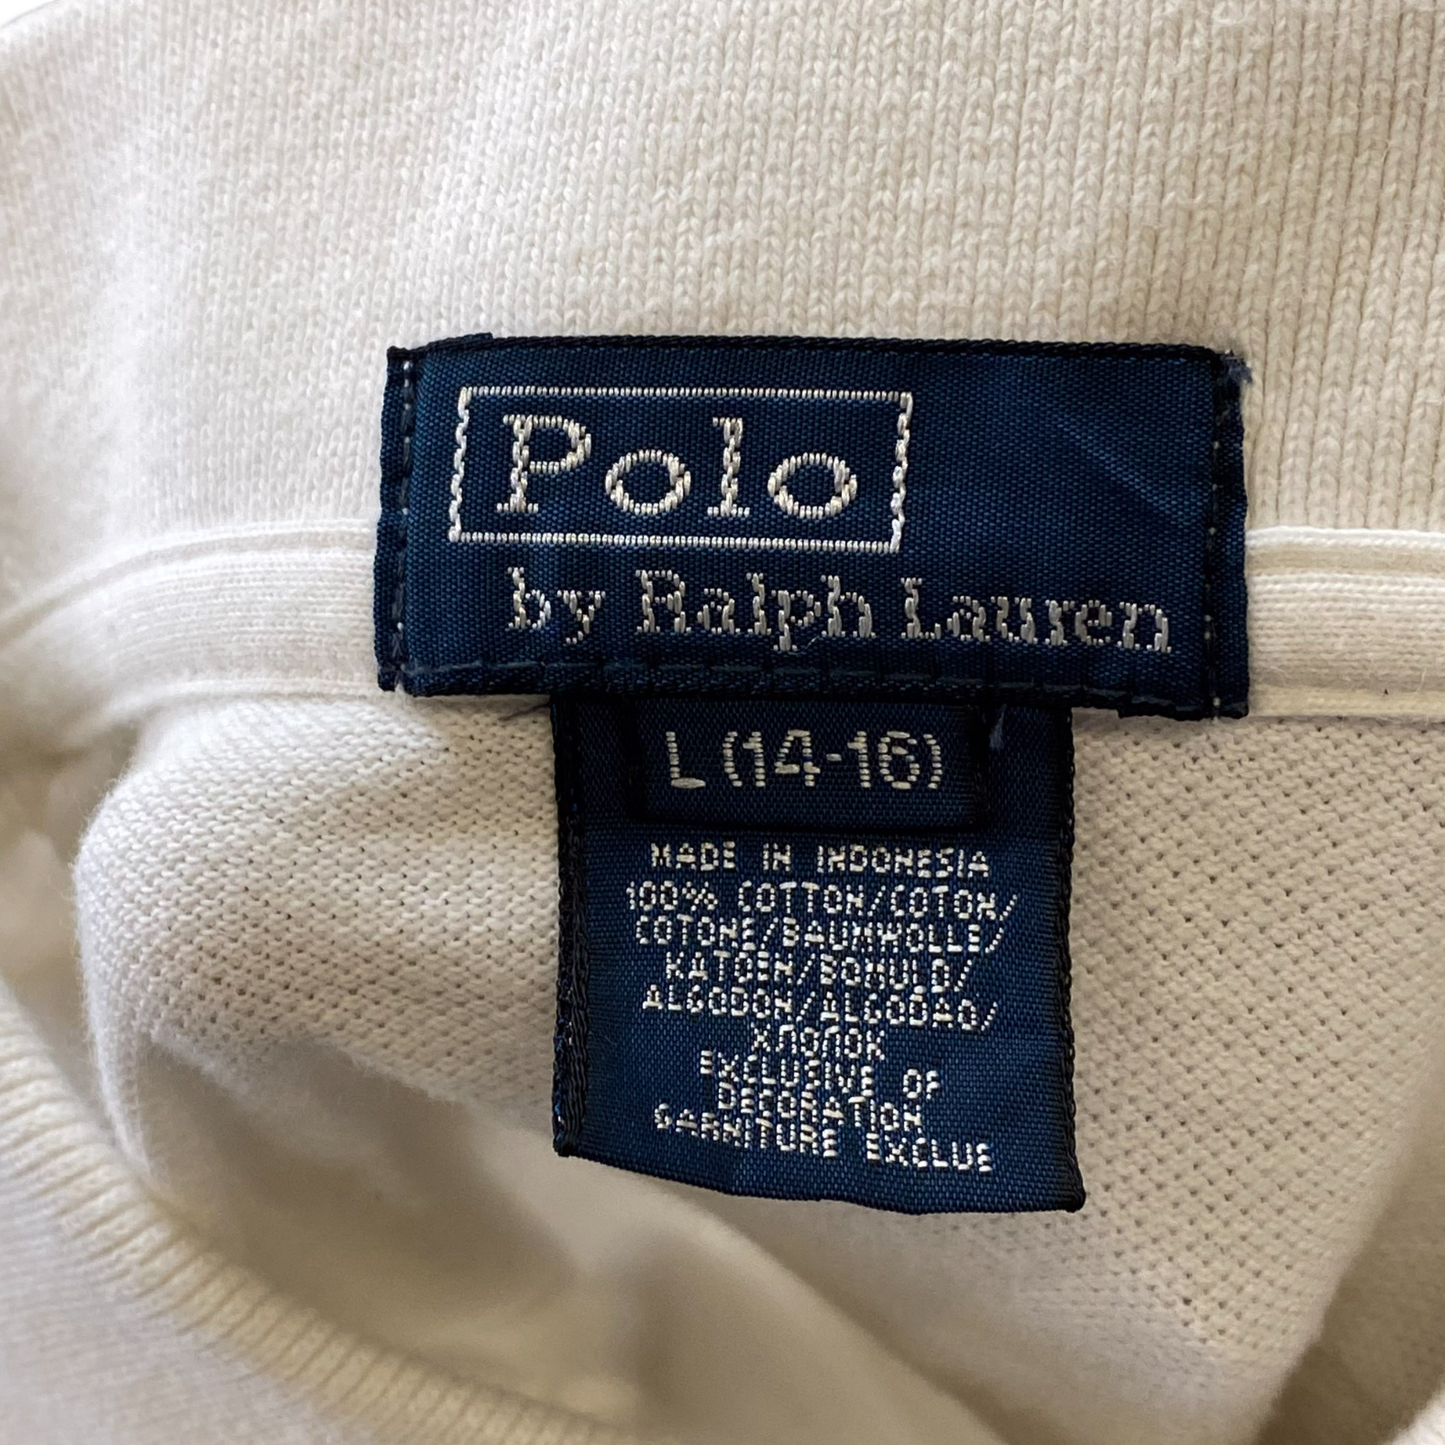 Polo
by Ralph Lauren
L (14-16)
MADE IN INDONESIA
100% COTTON/COTON/
COTONE/BAUMWOLLE/
KATOEN/BOMULD/
ALGODON/ALGODAO/
ХЛОПОК
EXCLUSIVE OF
DECORATION
GARNITURE EXCLUE